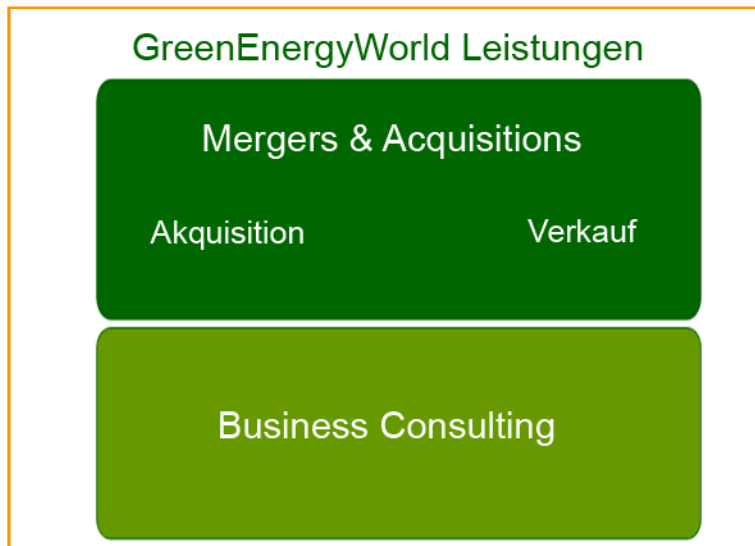 GreenEnergyWorld Leistungen
Mergers & Acquisitions
Akquisition Verkauf
Business Consulting